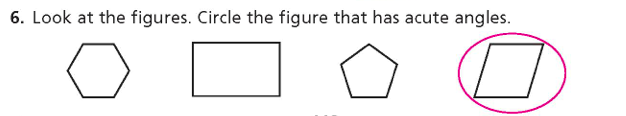 6. Look at the figures. Circle the figure that has acute angles.